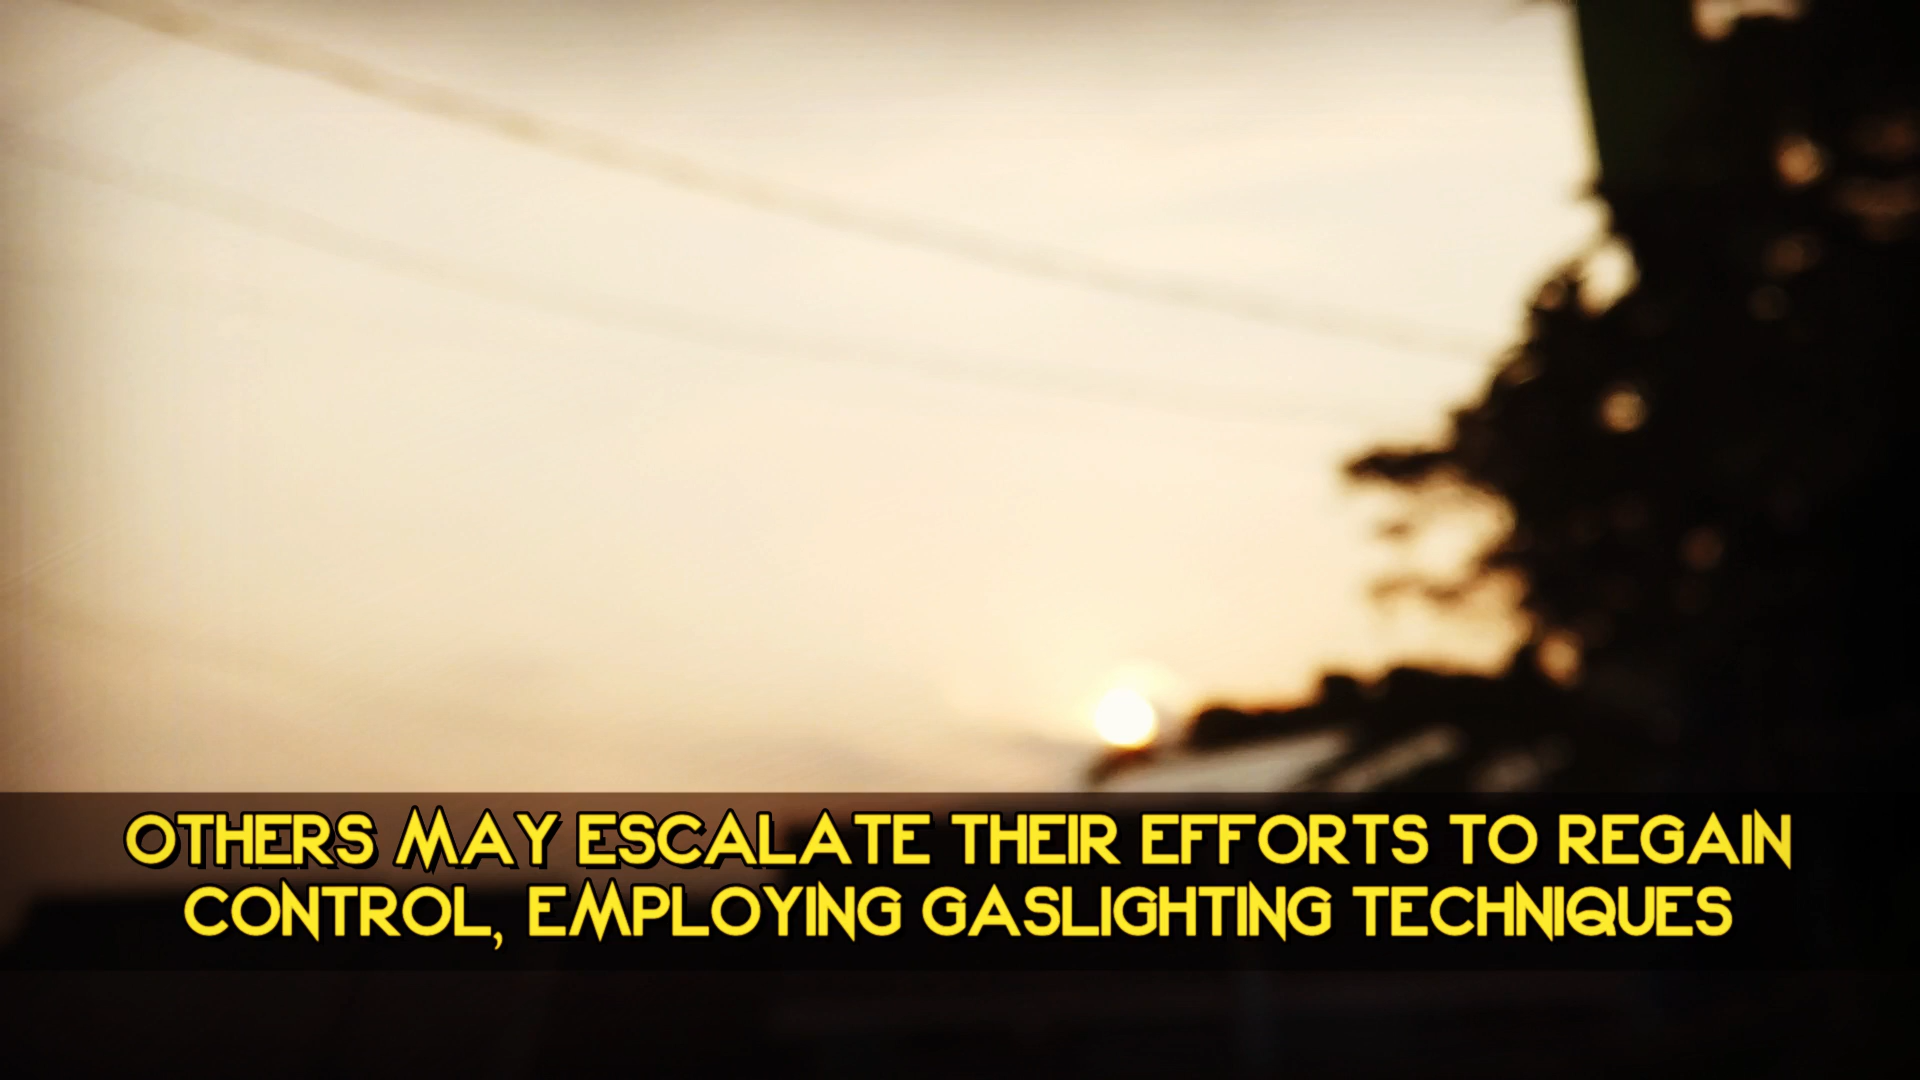 OTHERS MAY ESCALATE THEIR EFFORTS TO REGAIN
CONTROL, EMPLOYING GASLIGHTING TECHNIQUES